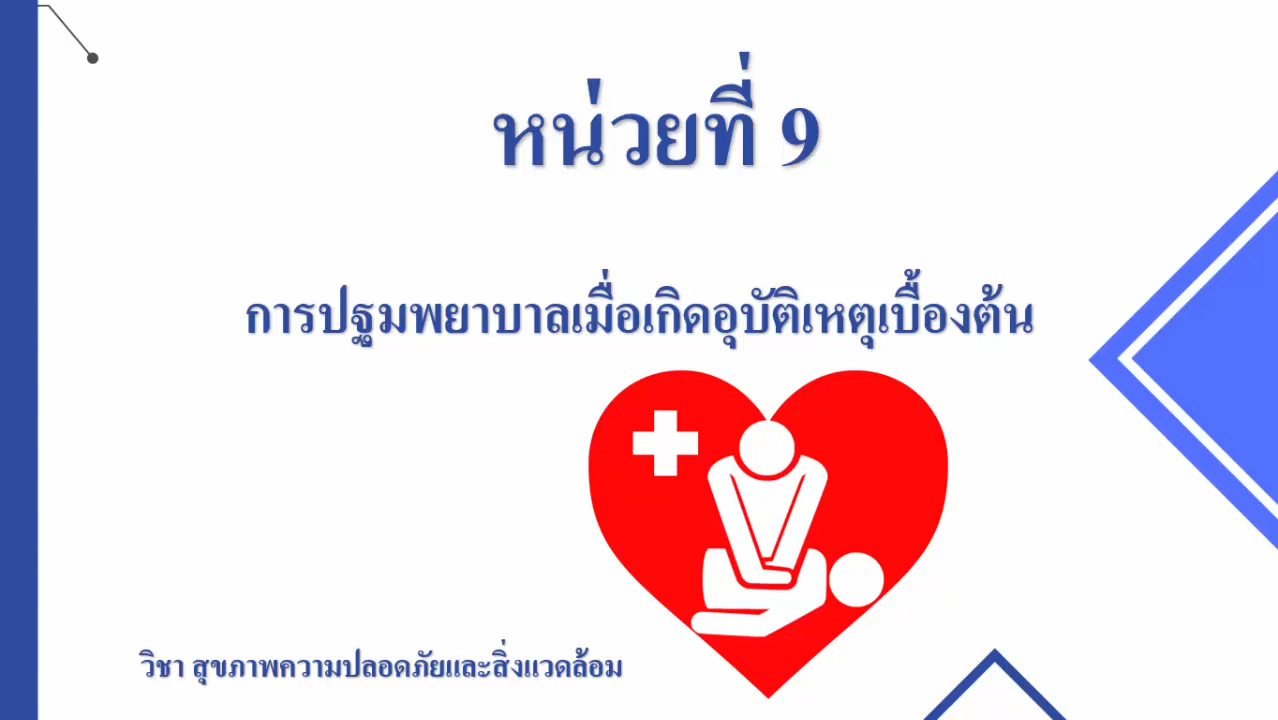 หน่วยที่ 9
การปฐมพยาบาลเมื่อเกิดอุบัติเหตุเบื้องต้น
วิชา สุขภาพความปลอดภัยและสิ่งแวดล้อม